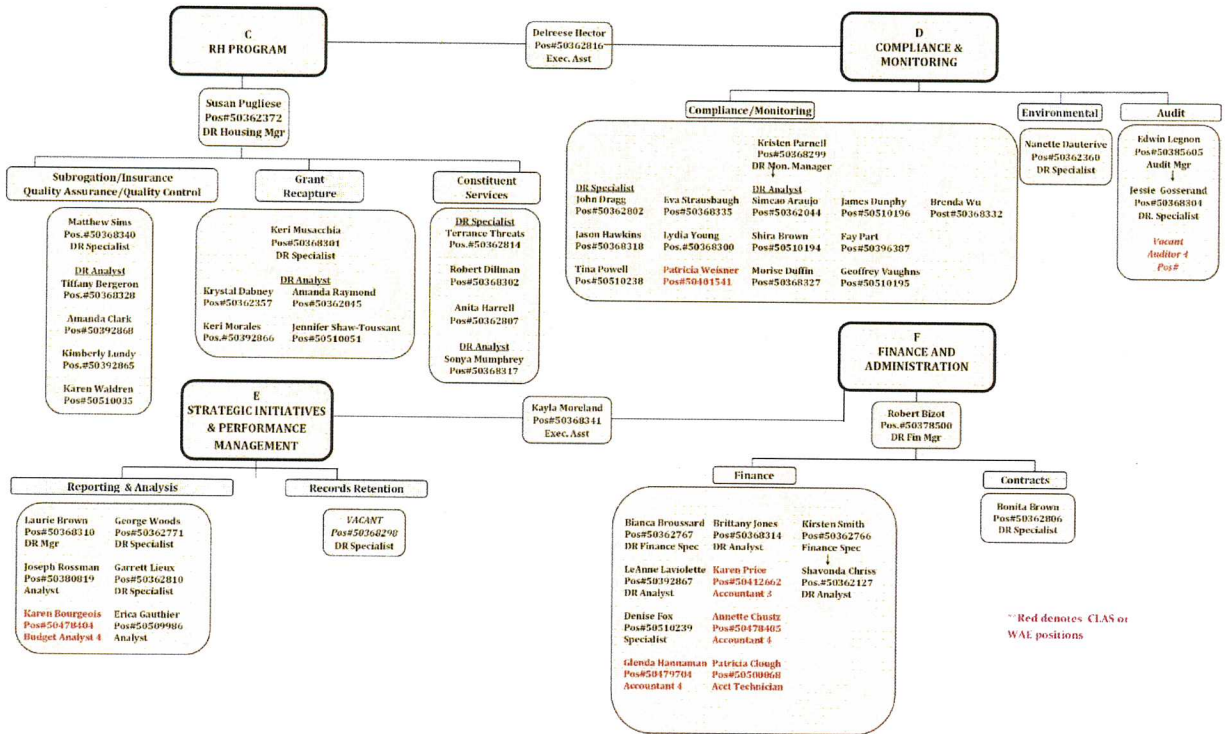 C
RH PROGRAM
Delreese Hector
Pos#50362816
Exec. Asst
D
COMPLIANCE &
MONITORING
Susan Pugliese
Pos#50362372
DR Housing Mgr
Subrogation/Insurance
Quality Assurance/Quality Control
Matthew Sims
Pos.#50368340
DR Specialist
DR Analyst
Tiffany Bergeron
Pos.#50368328
Amanda Clark
Pos#50392868
Kimberly Lundy
Pos.#50392865
Karen Waldren
Pos#50510035
Grant
Recapture
Keri Musacchia
Pos#50368301
DR Specialist
DR Analyst
Krystal Dabney
Pos#50362357
Amanda Raymond
Pos#50362045
Keri Morales
Pos.#50392866
Jennifer Shaw-Toussant
Pos#50510051
Constituent
Services
DR Specialist
Terrance Threats
Pos.#50362814
Robert Dillman
Pos#50368302
Anita Harrell
Pos#50362807
DR Analyst
Sonya Mumphrey
Pos#50368317
Compliance/Monitoring
Kristen Parnell
Pos#50368299
DR Mon. Manager
DR Specialist
John Dragg
Pos#50362802
Eva Strausbaugh
Pos#50368335
DR Analyst
Simeao Araujo
Pos#50362044
James Dunphy
Pos#50510196
Brenda Wu
Post#50368332
Jason Hawkins
Pos#50368318
Lydia Young
Pos.#50368300
Shira Brown
Pos#50510194
Fay Part
Pos#50396387
Tina Powell
Pos#50510238
Patricia Weisner
Pos#50401541
Morise Duffin
Pos#50368327
Geoffrey Vaughns
Pos#50510195
Environmental
Nanette Dauterive
Pos#50362360
DR Specialist
Audit
Edwin Legnon
Pos#50385605
Audit Mgr
Jessie Gosserand
Pos#50368304
DR. Specialist
Vacant
Auditor 4
Pos#
E
STRATEGIC INITIATIVES
& PERFORMANCE
MANAGEMENT
Kayla Moreland
Pos#50368341
Exec. Asst
F
FINANCE AND
ADMINISTRATION
Robert Bizot
Pos.#50378500
DR Fin Mgr
Reporting & Analysis
Laurie Brown
Pos#50368310
DR Mgr
George Woods
Pos#50362771
DR Specialist
Joseph Rossman
Pos#50380819
Analyst
Garrett Lieux
Pos#50362810
DR Specialist
Karen Bourgeois
Pos#50478404
Budget Analyst 4
Erica Gauthier
Pos#50509986
Analyst
Records Retention
VACANT
Pos#50368298
DR Specialist
Finance
Bianca Broussard
Pos#50362767
DR Finance Spec
Brittany Jones
Pos#50368314
DR Analyst
Kirsten Smith
Pos#50362766
Finance Spec
LeAnne Laviolette
Pos#50392867
DR Analyst
Karen Price
Pos#50412662
Accountant 3
Shavonda Chriss
Pos.#50362127
DR Analyst
Denise Fox
Pos#50510239
Specialist
Annette Chustz
Pos#50478405
Accountant 4
Glenda Hannaman
Pos#50479704
Accountant 4
Patricia Clough
Pos#50500068
Acct Technician
Contracts
Bonita Brown
Pos#50362806
DR Specialist
**Red denotes CLAS or
WAE positions